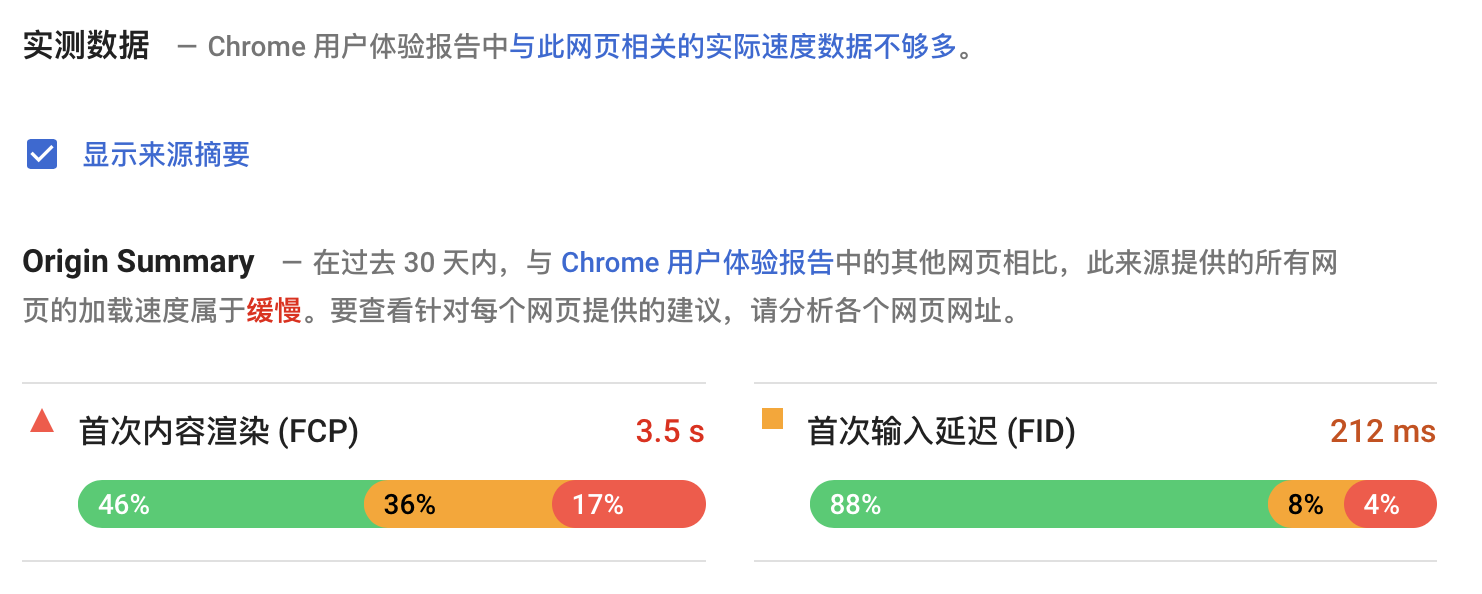 实测数据 — Chrome 用户体验报告中与此网页相关的实际速度数据不够多。
显示来源摘要
Origin Summary — 在过去 30 天内，与 Chrome 用户体验报告中的其他网页相比，此来源提供的所有网
页的加载速度属于缓慢。要查看针对每个网页提供的建议，请分析各个网页网址。
首次内容渲染 (FCP) 3.5 s
46% 36% 17%
首次输入延迟 (FID) 212 ms
88% 8% 4%